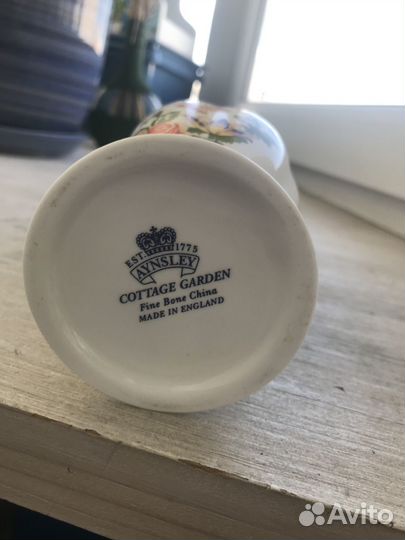 EST. 1775
AYNSLEY
COTTAGE GARDEN
Fine Bone China
MADE IN ENGLAND
Avito